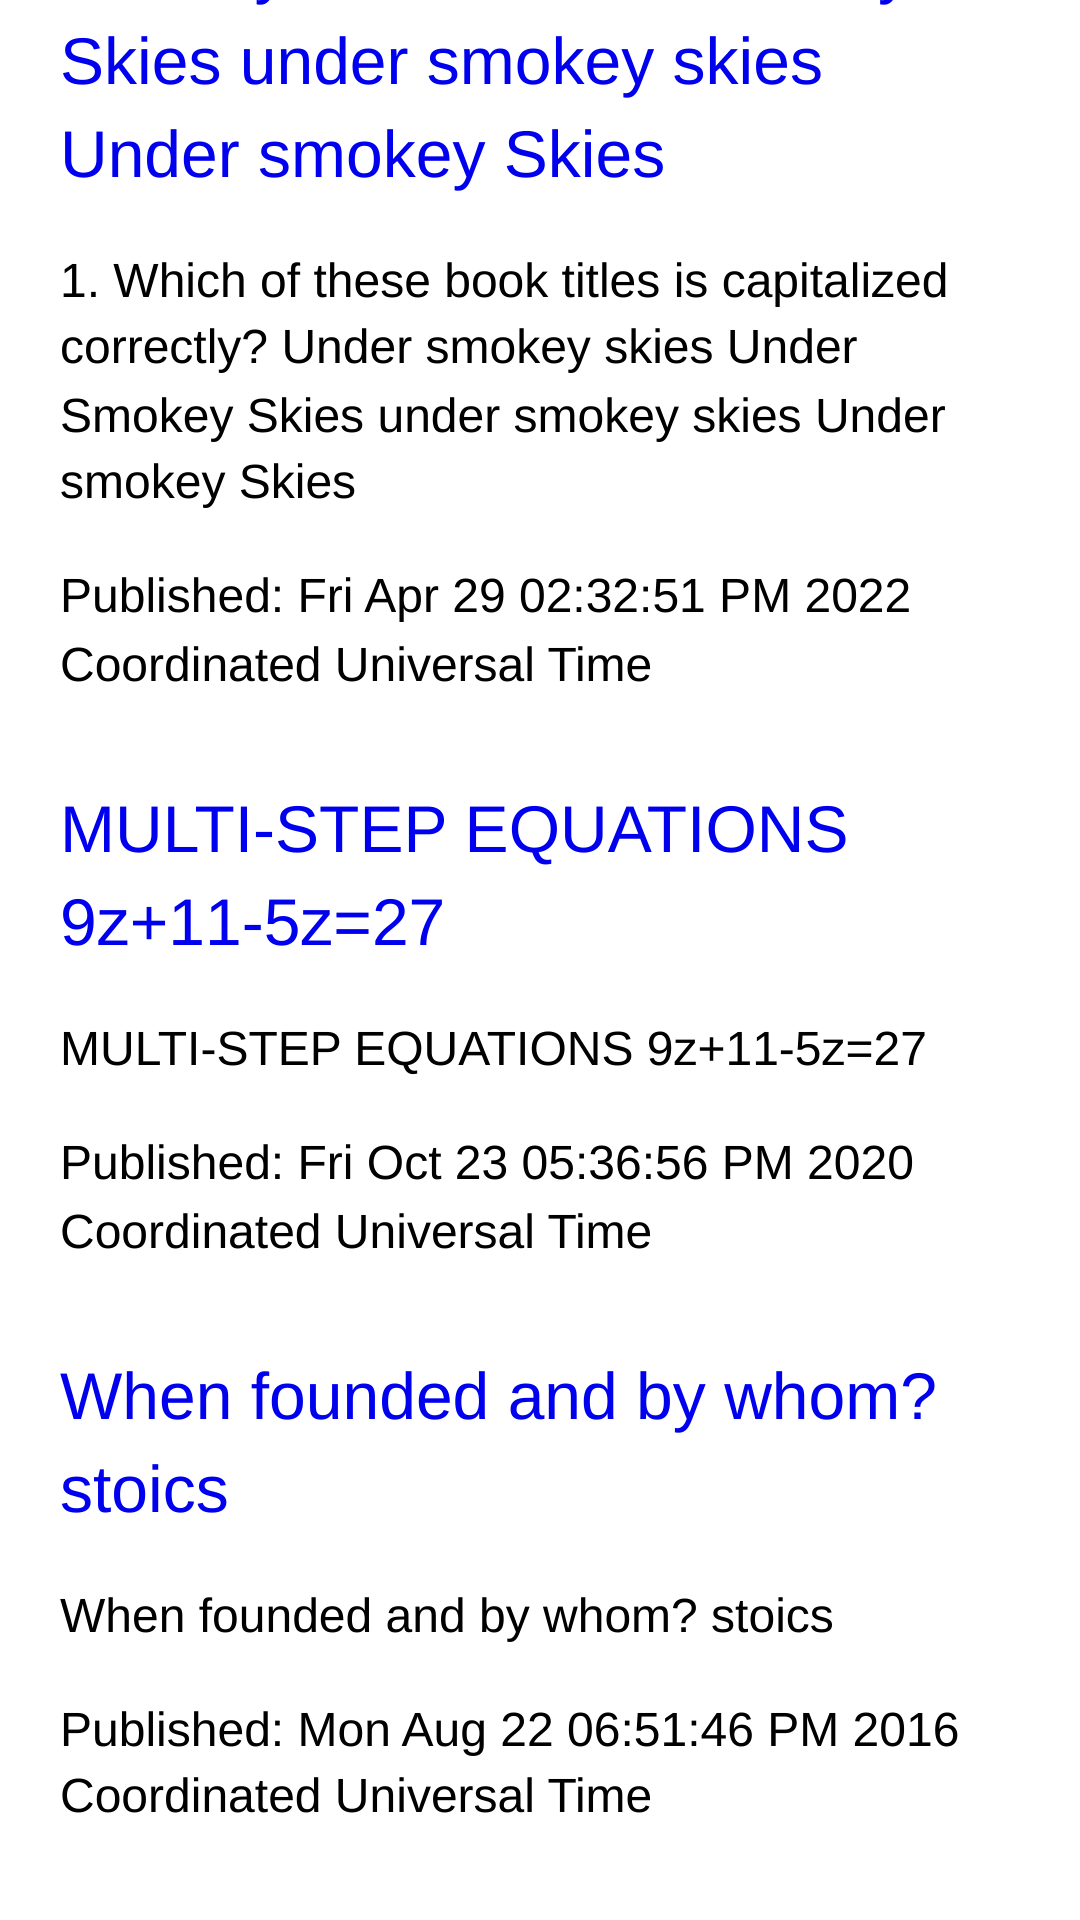 Skies under smokey skies
Under smokey Skies
1. Which of these book titles is capitalized
correctly? Under smokey skies Under
Smokey Skies under smokey skies Under
smokey Skies
Published: Fri Apr 29 02:32:51 PM 2022
Coordinated Universal Time
MULTI-STEP EQUATIONS
9z+11-5z=27
MULTI-STEP EQUATIONS 9z+11-5z=27
Published: Fri Oct 23 05:36:56 PM 2020
Coordinated Universal Time
When founded and by whom?
stoics
When founded and by whom? stoics
Published: Mon Aug 22 06:51:46 PM 2016
Coordinated Universal Time